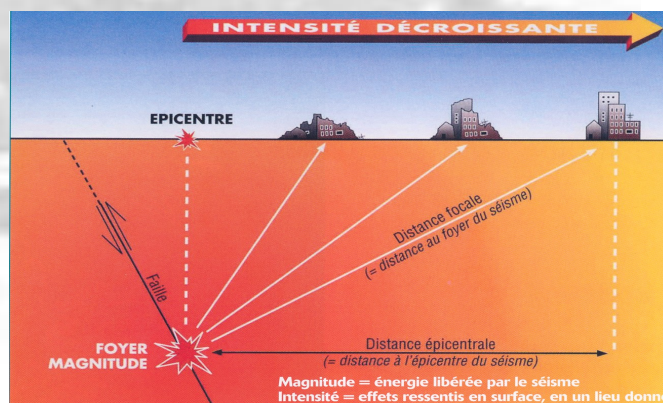 INTENSITÉ DÉCROISSANTE
EPICENTRE
Distance focale
(= distance au foyer du séisme)
Faille
FOYER
MAGNITUDE
Distance épicentrale
(= distance à l'épicentre du séisme)
Magnitude = énergie libérée par le séisme
Intensité = effets ressentis en surface, en un lieu donn